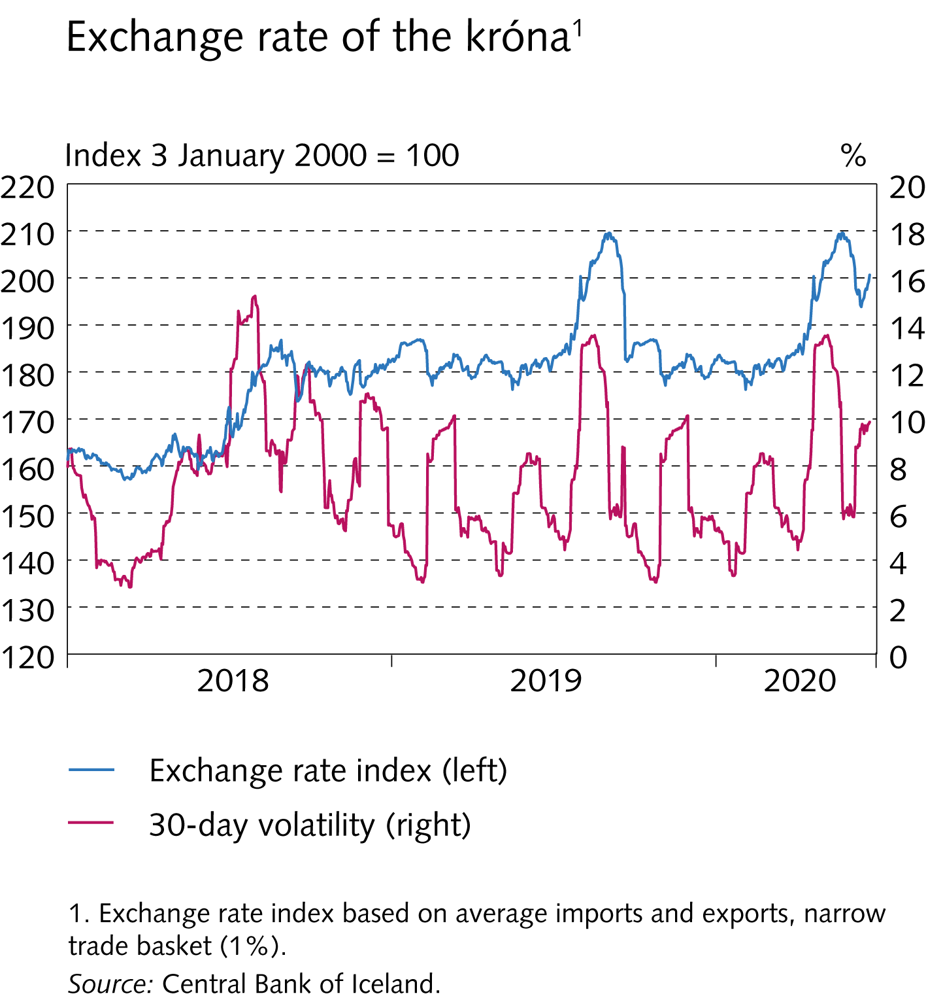 Exchange rate of the króna¹
Index 3 January 2000 = 100 %
220 20
210 18
200 16
190 14
180 12
170 10
160 8
150 6
140 4
130 2
120 0
2018 2019 2020
Exchange rate index (left)
30-day volatility (right)
1. Exchange rate index based on average imports and exports, narrow
trade basket (1%).
Source: Central Bank of Iceland.